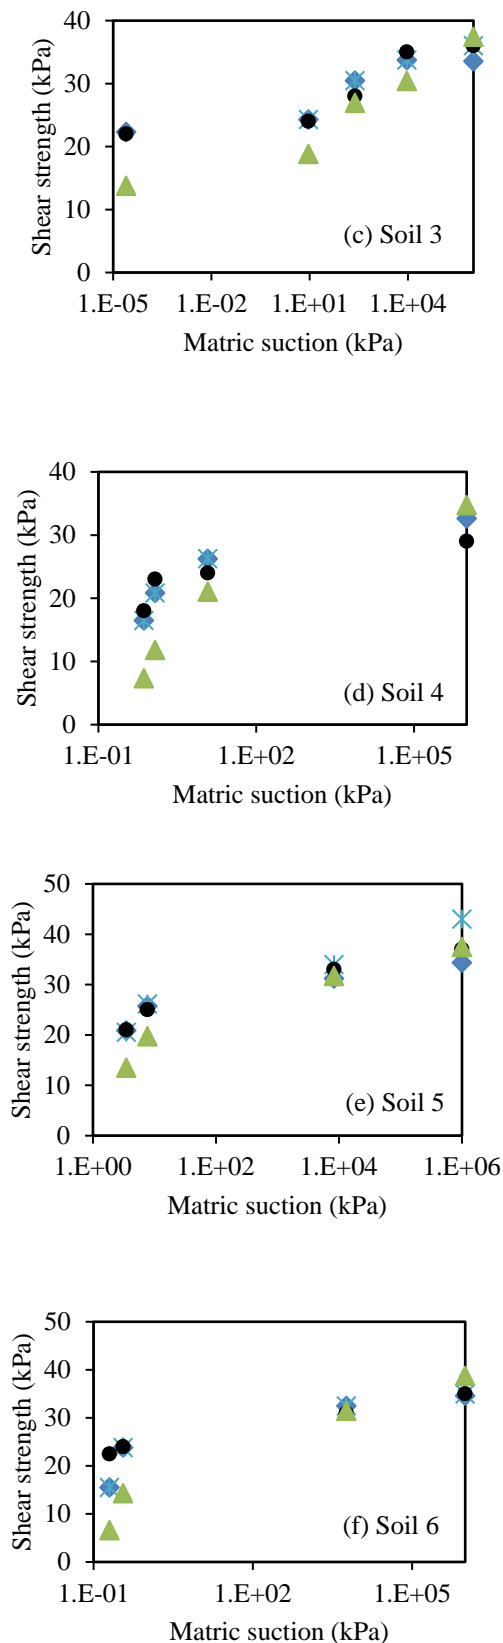 40
30
20
10
0
Shear strength (kPa)
(c) Soil 3
1.E-05 1.E-02 1.E+01 1.E+04
Matric suction (kPa)
40
30
20
10
0
Shear strength (kPa)
(d) Soil 4
1.E-01 1.E+02 1.E+05
Matric suction (kPa)
50
40
30
20
10
0
Shear strength (kPa)
(e) Soil 5
1.E+00 1.E+02 1.E+04 1.E+06
Matric suction (kPa)
50
40
30
20
10
0
Shear strength (kPa)
(f) Soil 6
1.E-01 1.E+02 1.E+05
Matric suction (kPa)